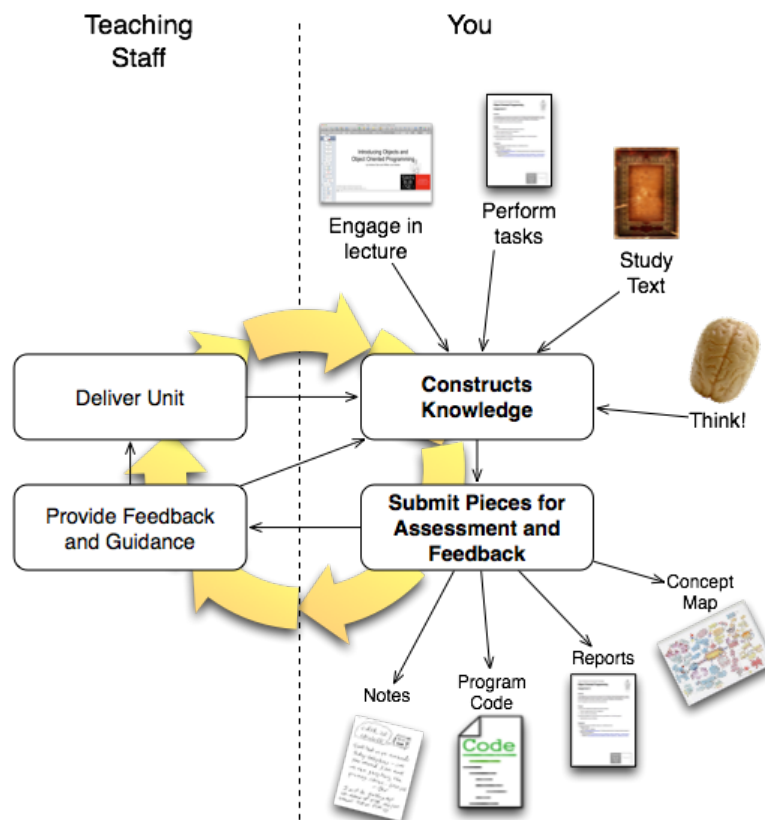 Teaching
Staff
You
Introducing Objects and
Object Oriented Programming
Engage in
lecture
Perform
tasks
Study
Text
Think!
Deliver Unit
Constructs
Knowledge
Provide Feedback
and Guidance
Submit Pieces for
Assessment and
Feedback
Concept
Map
Reports
Program
Code
Notes
Code